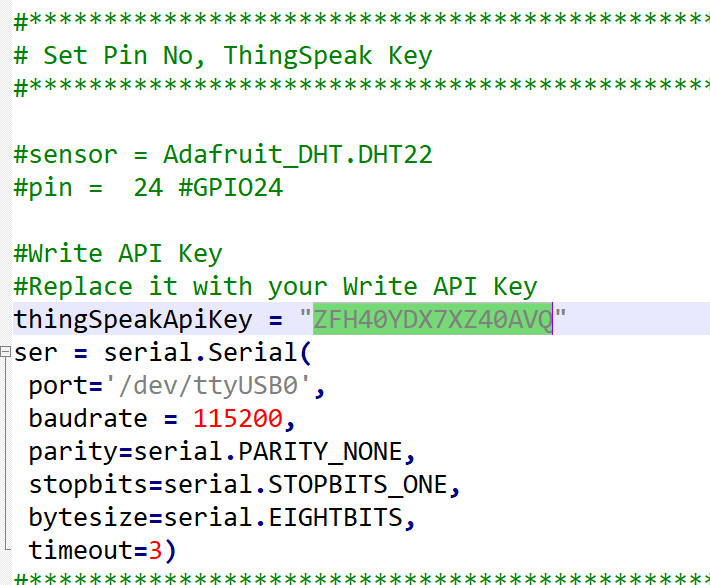 #***********************************************
# Set Pin No, ThingSpeak Key
#***********************************************
#sensor = Adafruit_DHT.DHT22
#pin =  24 #GPIO24
#Write API Key
#Replace it with your Write API Key
thingSpeakApiKey = "ZFH40YDX7XZ40AVQ"
ser = serial.Serial(
 port='/dev/ttyUSB0',
 baudrate = 115200,
 parity=serial.PARITY_NONE,
 stopbits=serial.STOPBITS_ONE,
 bytesize=serial.EIGHTBITS,
 timeout=3)
#***********************************************